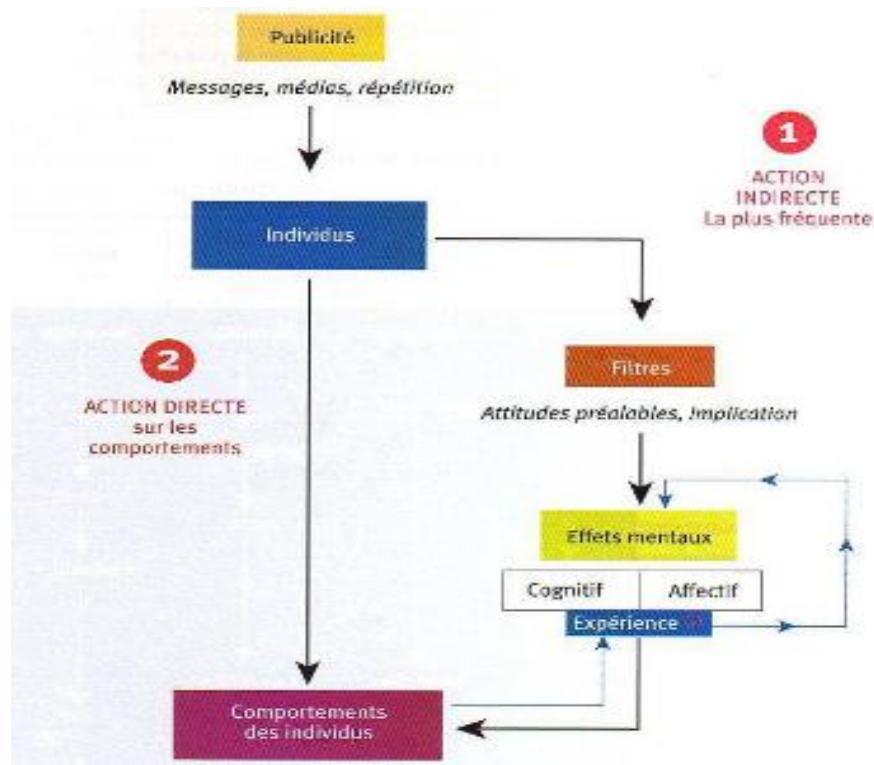 Publicité
Messages, médias, répétition
1
ACTION
INDIRECTE
La plus fréquente
Individus
2
ACTION DIRECTE
sur les
comportements
Filtres
Attitudes préalables, Implication
Effets mentaux
Cognitif
Affectif
Expérience
Comportements
des individus